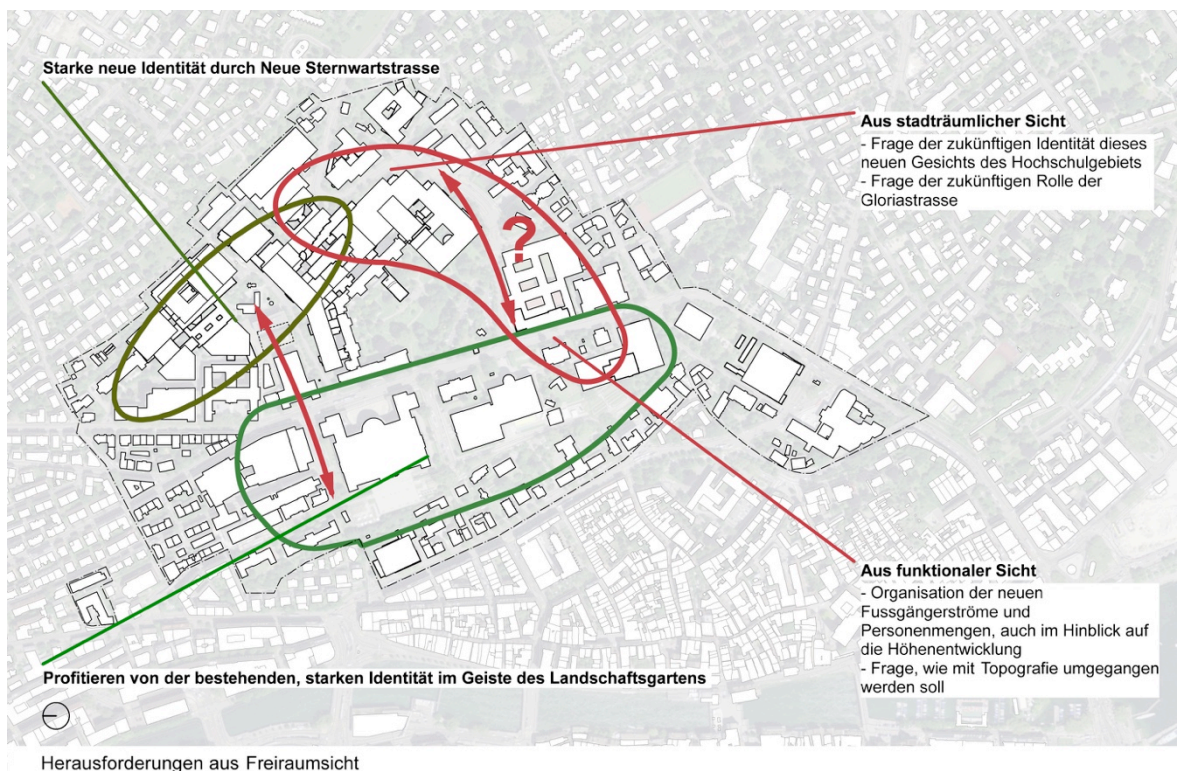 Starke neue Identität durch Neue Sternwartstrasse
Aus stadträumlicher Sicht
- Frage der zukünftigen Identität dieses
neuen Gesichts des Hochschulgebiets
- Frage der zukünftigen Rolle der
Gloriastrasse
?
Aus funktionaler Sicht
- Organisation der neuen
Fussgängerströme und
Personenmengen, auch im Hinblick auf
die Höhenentwicklung
- Frage, wie mit Topografie umgegangen
werden soll
Profitieren von der bestehenden, starken Identität im Geiste des Landschaftsgartens
Herausforderungen aus Freiraumsicht